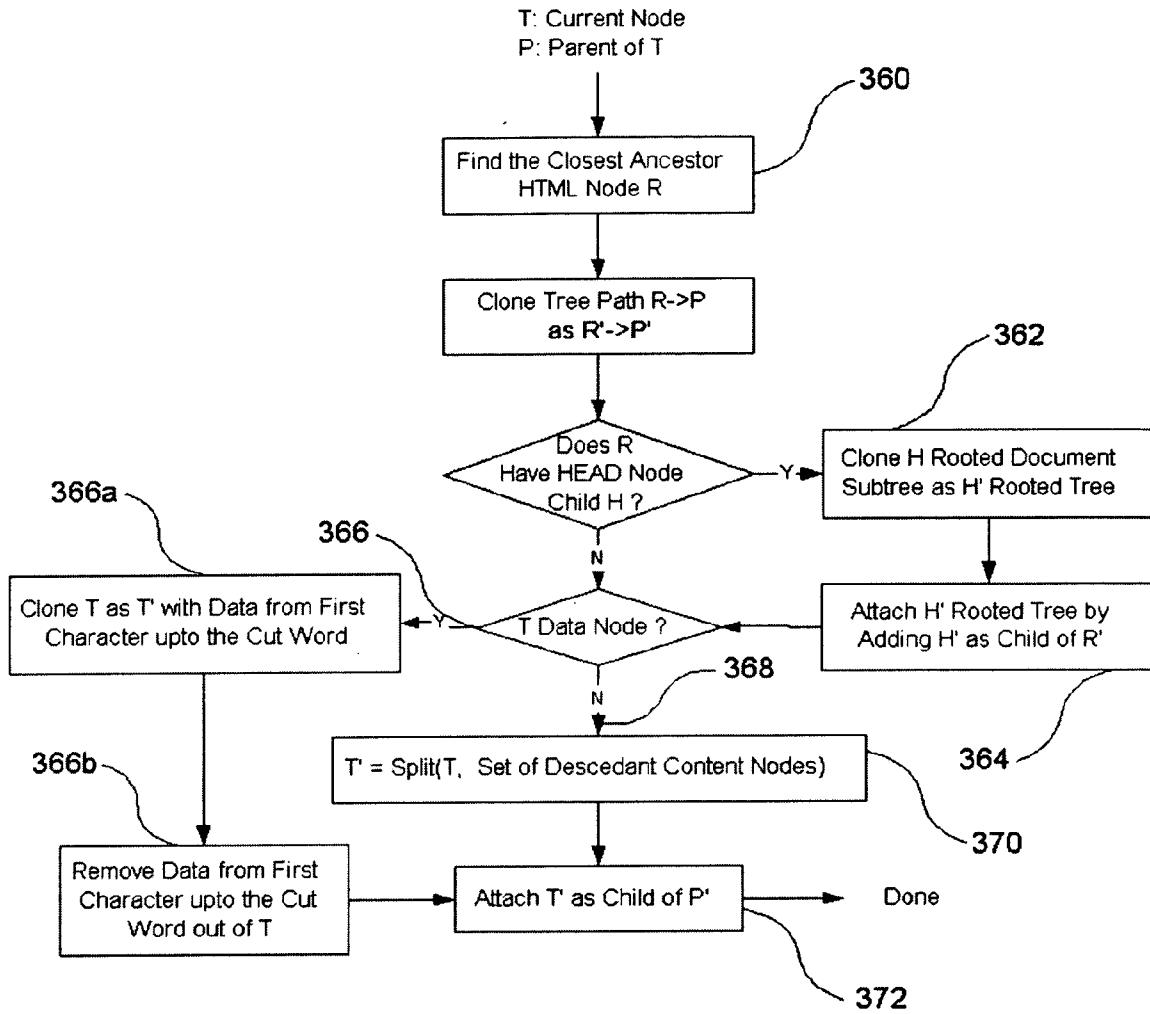 T: Current Node
P: Parent of T
360
Find the Closest Ancestor
HTML Node R
Clone Tree Path R->P
as R'->P'
362
Does R
Have HEAD Node
Child H ?
Y
Clone H Rooted Document
Subtree as H' Rooted Tree
366a
366
N
Clone T as T' with Data from First
Character upto the Cut Word
Y
T Data Node ?
Attach H' Rooted Tree by
Adding H' as Child of R'
368
N
364
366b
T' = Split(T, Set of Descedant Content Nodes)
370
Remove Data from First
Character upto the Cut
Word out of T
Attach T' as Child of P'
Done
372